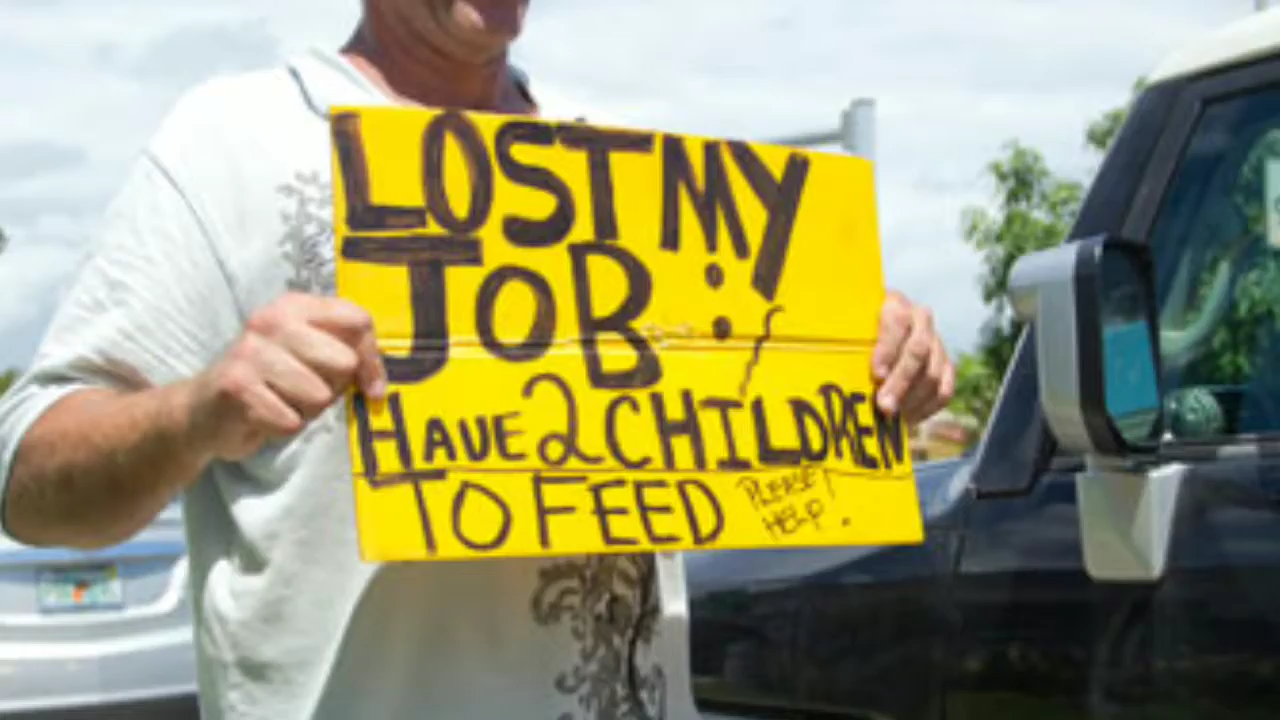 LOST MY
JOB :
HAVE 2 CHILDREN
TO FEED PLEASE!
HELP.